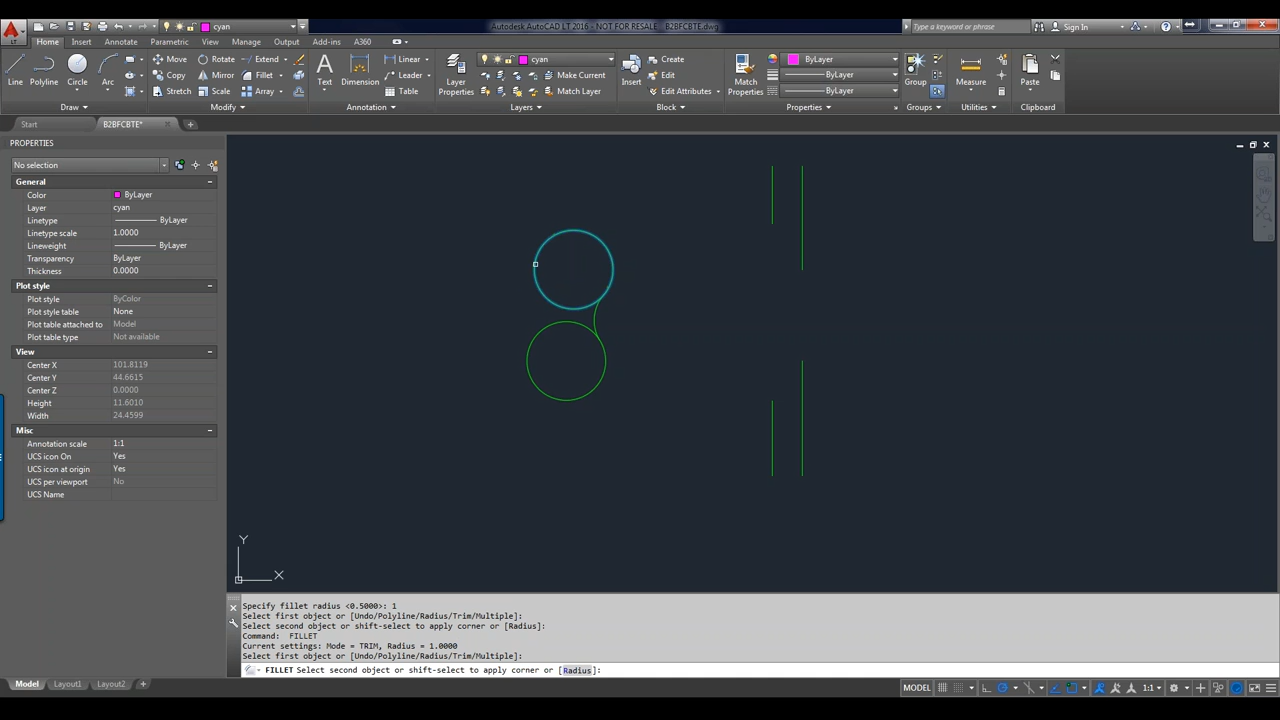 cyan
Autodesk AutoCAD LT 2016 - NOT FOR RESALE B2BFCBTE.dwg
Type a keyword or phrase
Sign In
LT
Home Insert Annotate Parametric View Manage Output Add-ins A360
Line
Polyline
Circle
Arc
Move
Rotate
Extend
Copy
Mirror
Fillet
Stretch
Scale
Array
Text
Dimension
Linear
Leader
Table
Layer
Properties
cyan
Make Current
Match Layer
Insert
Create
Edit
Edit Attributes
Match
Properties
ByLayer
ByLayer
ByLayer
Group
Measure
Paste
Draw
Modify
Annotation
Layers
Block
Properties
Groups
Utilities
Clipboard
Start
B2BFCBTE*
PROPERTIES
No selection
General
Color ByLayer
Layer cyan
Linetype ByLayer
Linetype scale 1.0000
Lineweight ByLayer
Transparency ByLayer
Thickness 0.0000
Plot style
Plot style ByColor
Plot style table None
Plot table attached to Model
Plot table type Not available
View
Center X 101.8119
Center Y 44.6615
Center Z 0.0000
Height 11.6010
Width 24.4599
Misc
Annotation scale 1:1
UCS icon On Yes
UCS icon at origin Yes
UCS per viewport No
UCS Name
Y
X
Specify fillet radius <0.5000>: 1
Select first object or [Undo/Polyline/Radius/Trim/Multiple]:
Select second object or shift-select to apply corner or [Radius]:
Command: FILLET
Current settings: Mode = TRIM, Radius = 1.0000
Select first object or [Undo/Polyline/Radius/Trim/Multiple]:
FILLET Select second object or shift-select to apply corner or [Radius]:
Model Layout1 Layout2
MODEL
1:1